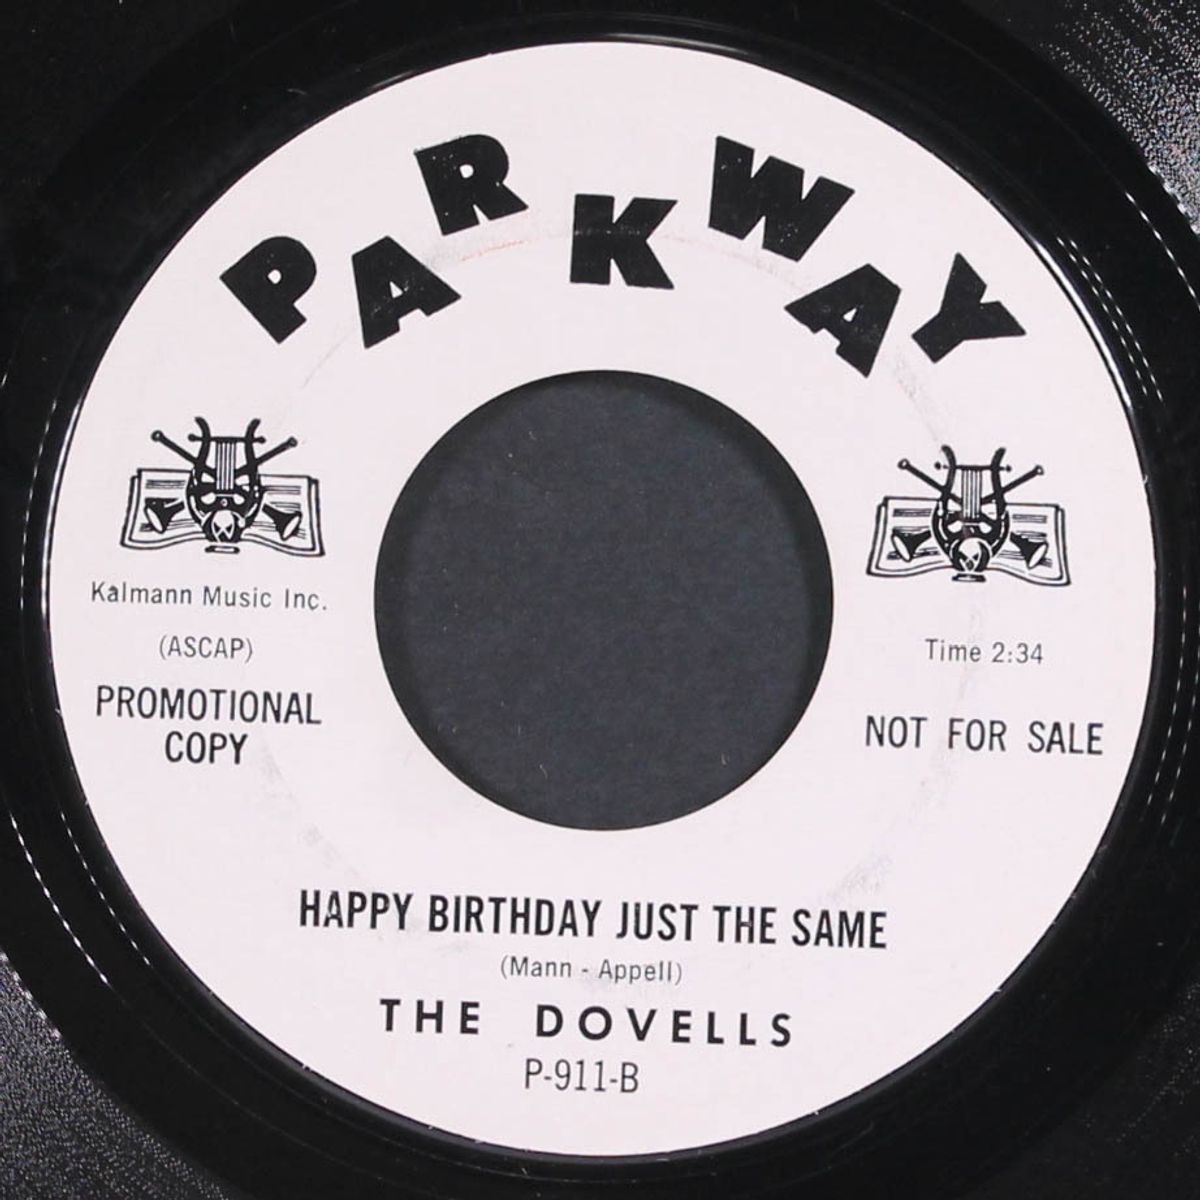 PARKWAY
Kalmann Music Inc.
(ASCAP)
PROMOTIONAL
COPY
Time 2:34
NOT FOR SALE
HAPPY BIRTHDAY JUST THE SAME
(Mann - Appell)
THE DOVELLS
P-911-B